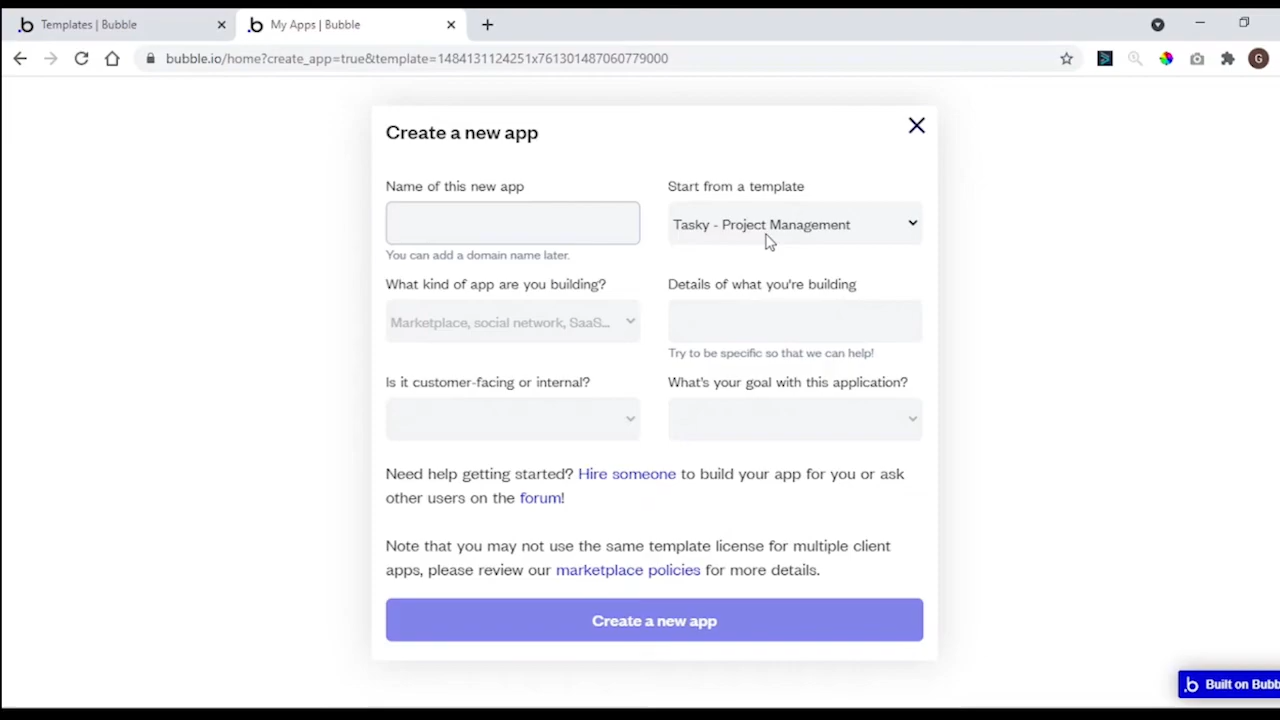 .b Templates | Bubble
.b My Apps | Bubble
bubble.io/home?create_app=true&template=1484131124251x761301487060779000
G
Create a new app
Name of this new app
Start from a template
Tasky - Project Management
You can add a domain name later.
What kind of app are you building?
Details of what you're building
Marketplace, social network, SaaS...
Try to be specific so that we can help!
Is it customer-facing or internal?
What's your goal with this application?
Need help getting started? Hire someone to build your app for you or ask
other users on the forum!
Note that you may not use the same template license for multiple client
apps, please review our marketplace policies for more details.
Create a new app
.b Built on Bubb